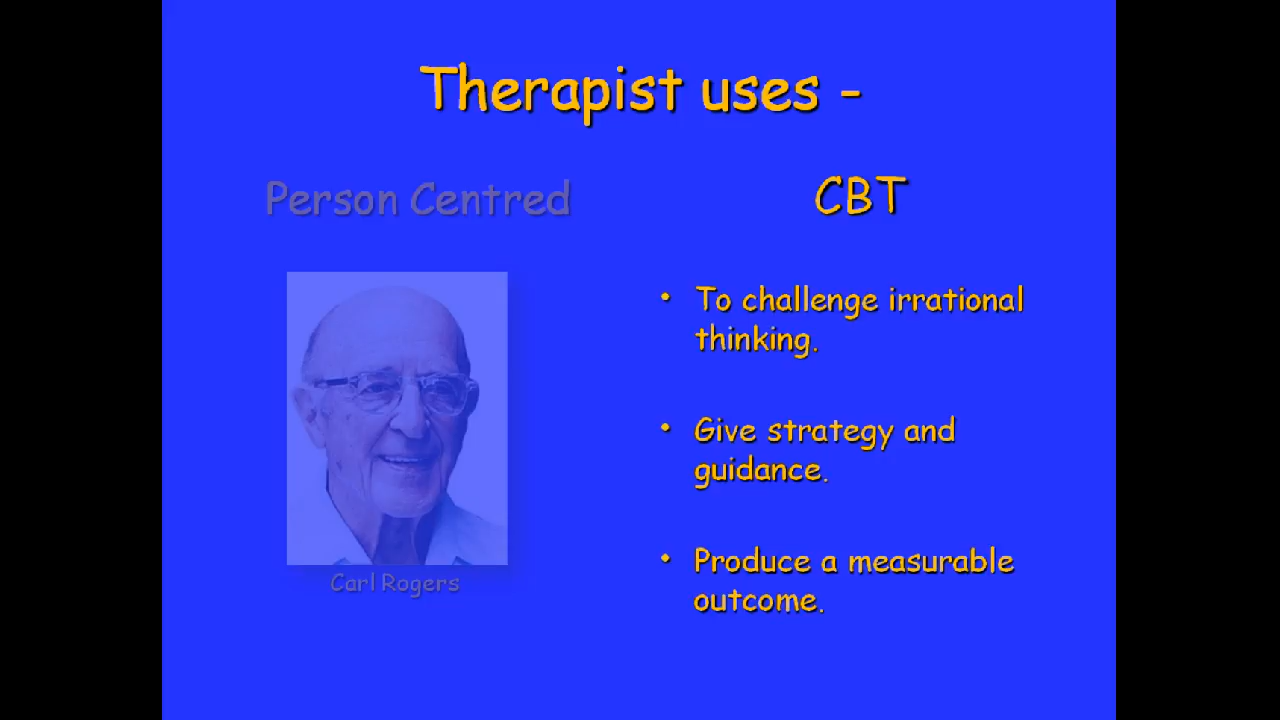 Therapist uses -
Person Centred
Carl Rogers
CBT
• To challenge irrational
thinking.
• Give strategy and
guidance.
• Produce a measurable
outcome.